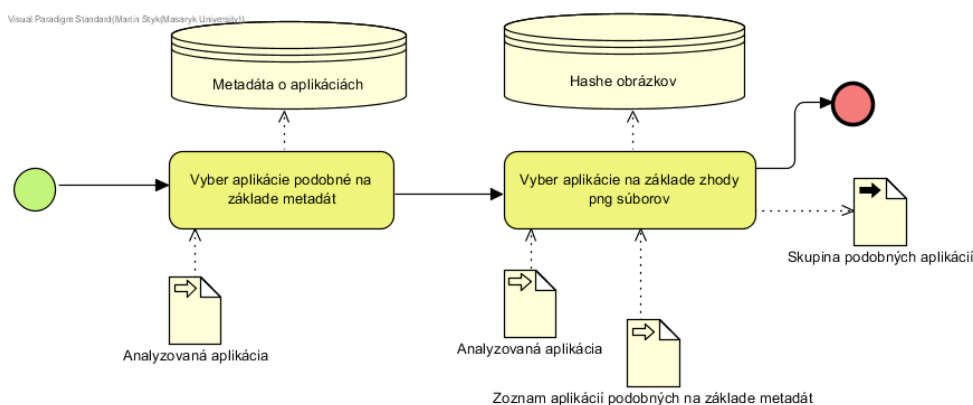 Visual Paradigm Standard(Martin Styk(Masaryk University))
Metadáta o aplikáciách
Hashe obrázkov
Vyber aplikácie podobné na
základe metadát
Vyber aplikácie na základe zhody
png súborov
Skupina podobných aplikácií
Analyzovaná aplikácia
Analyzovaná aplikácia
Zoznam aplikácií podobných na základe metadát